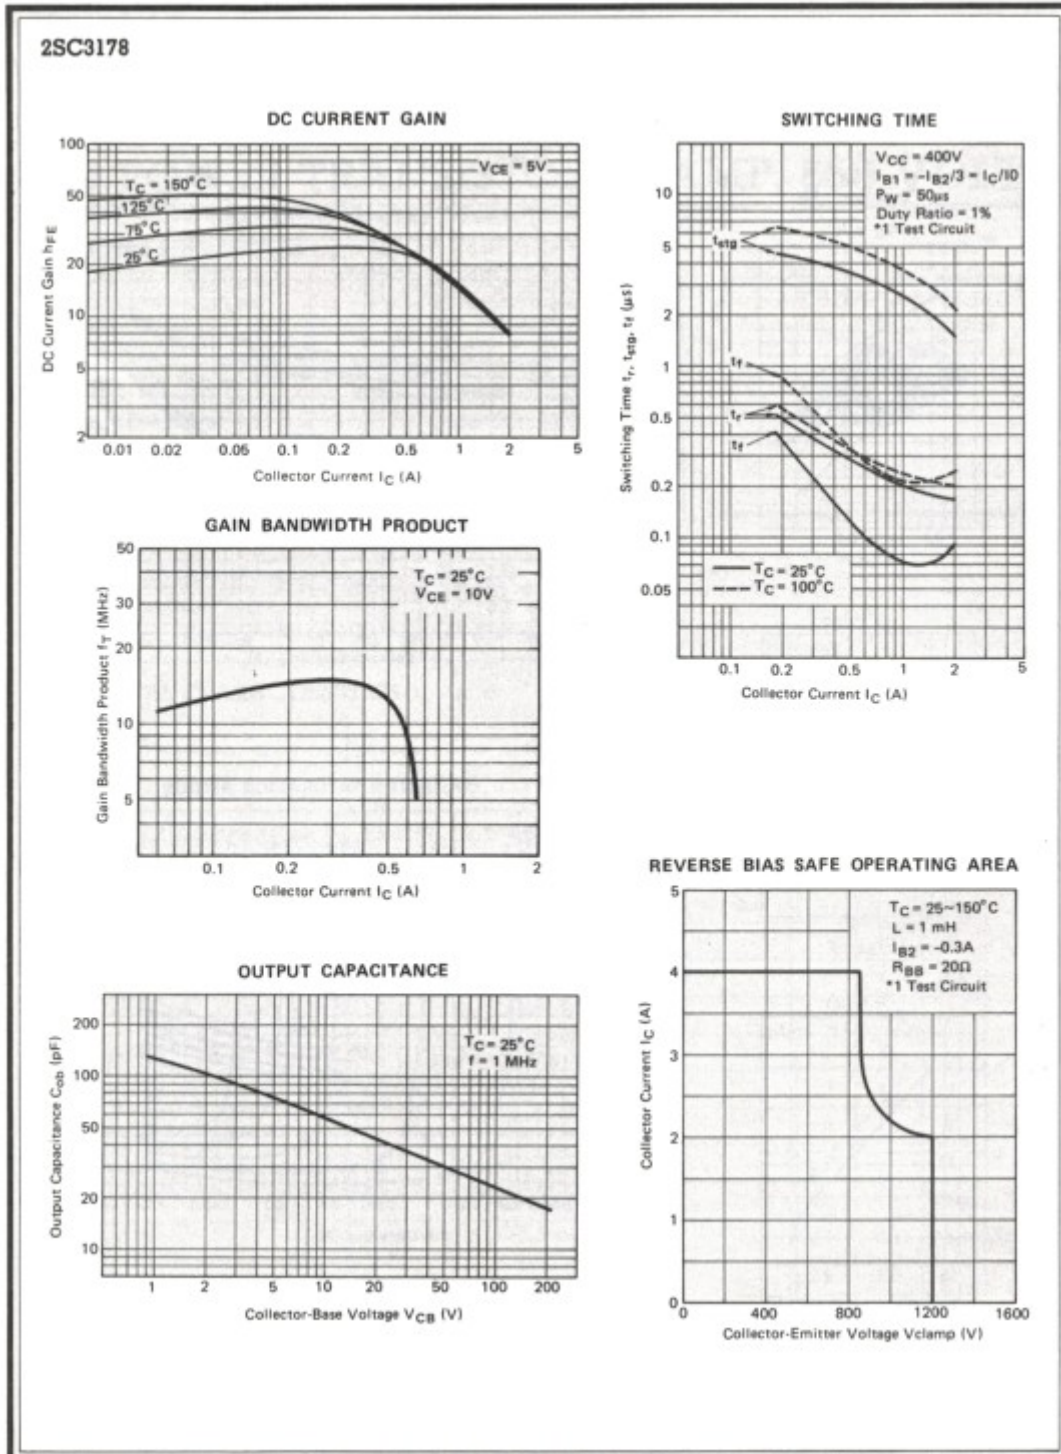 2SC3178
DC CURRENT GAIN
100
50
20
10
5
2
DC Current Gain hFE
VCE = 5V
TC = 150°C
125°C
75°C
25°C
0.01 0.02 0.05 0.1 0.2 0.5 1 2 5
Collector Current IC (A)
SWITCHING TIME
VCC = 400V
IB1 = -IB2/3 = IC/10
PW = 50μs
Duty Ratio = 1%
*1 Test Circuit
10
5
2
1
0.5
0.2
0.1
0.05
Switching Time tr, tstg, tf (μS)
tstg
tf
tr
tf
TC = 25°C
TC = 100°C
0.1 0.2 0.5 1 2 5
Collector Current IC (A)
GAIN BANDWIDTH PRODUCT
50
30
20
10
5
Gain Bandwidth Product fT (MHz)
TC = 25°C
VCE = 10V
0.1 0.2 0.5 1 2
Collector Current IC (A)
OUTPUT CAPACITANCE
200
100
50
20
10
Output Capacitance Cob (pF)
TC = 25°C
f = 1 MHz
1 2 5 10 20 50 100 200
Collector-Base Voltage VCB (V)
REVERSE BIAS SAFE OPERATING AREA
5
4
3
2
1
0
Collector Current IC (A)
TC = 25~150°C
L = 1 mH
IB2 = -0.3A
RBB = 20Ω
*1 Test Circuit
0 400 800 1200 1600
Collector-Emitter Voltage Vclamp (V)